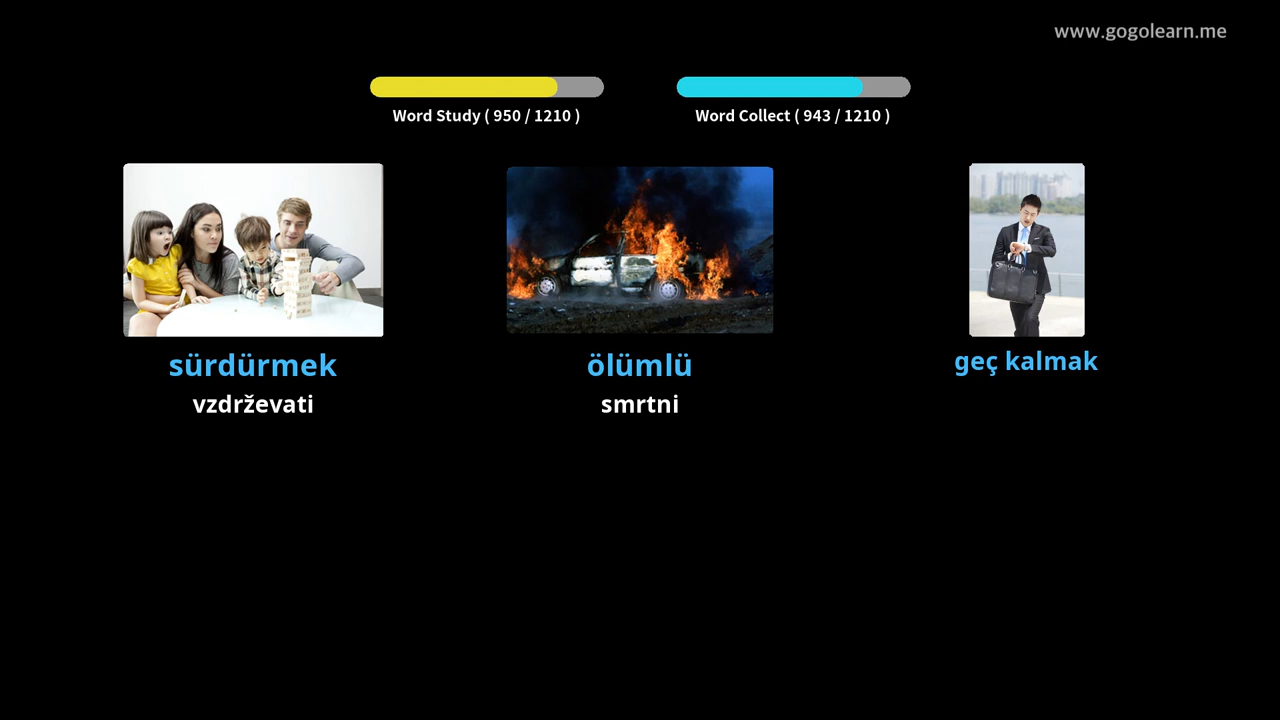 www.gogolearn.me
Word Study ( 950 / 1210 )
Word Collect ( 943 / 1210 )
sürdürmek
vzdrževati
ölümlü
smrtni
geç kalmak